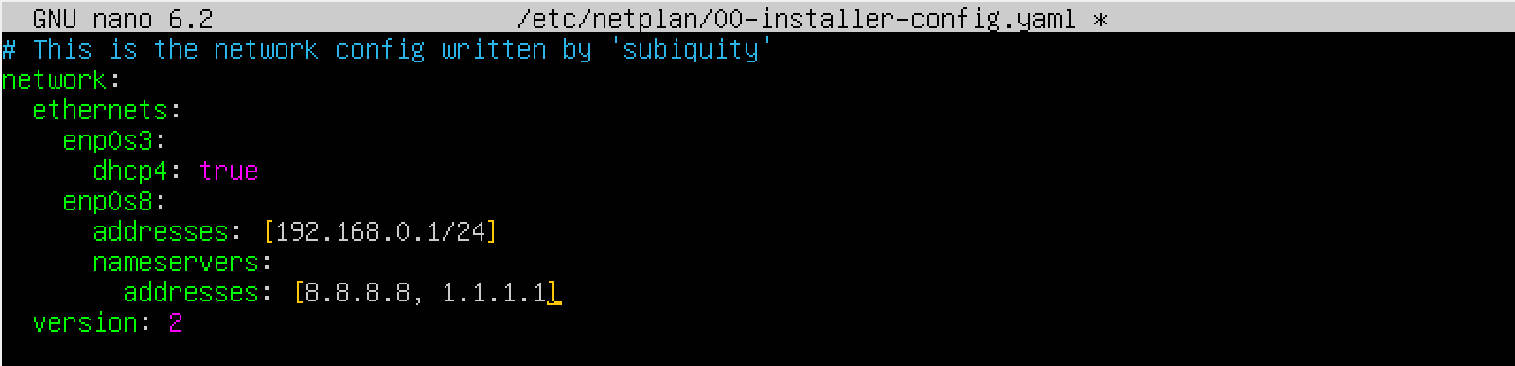 GNU nano 6.2 /etc/netplan/00-installer-config.yaml *
# This is the network config written by 'subiquity'
network:
  ethernets:
    enp0s3:
      dhcp4: true
    enp0s8:
      addresses: [192.168.0.1/24]
      nameservers:
        addresses: [8.8.8.8, 1.1.1.1]
  version: 2